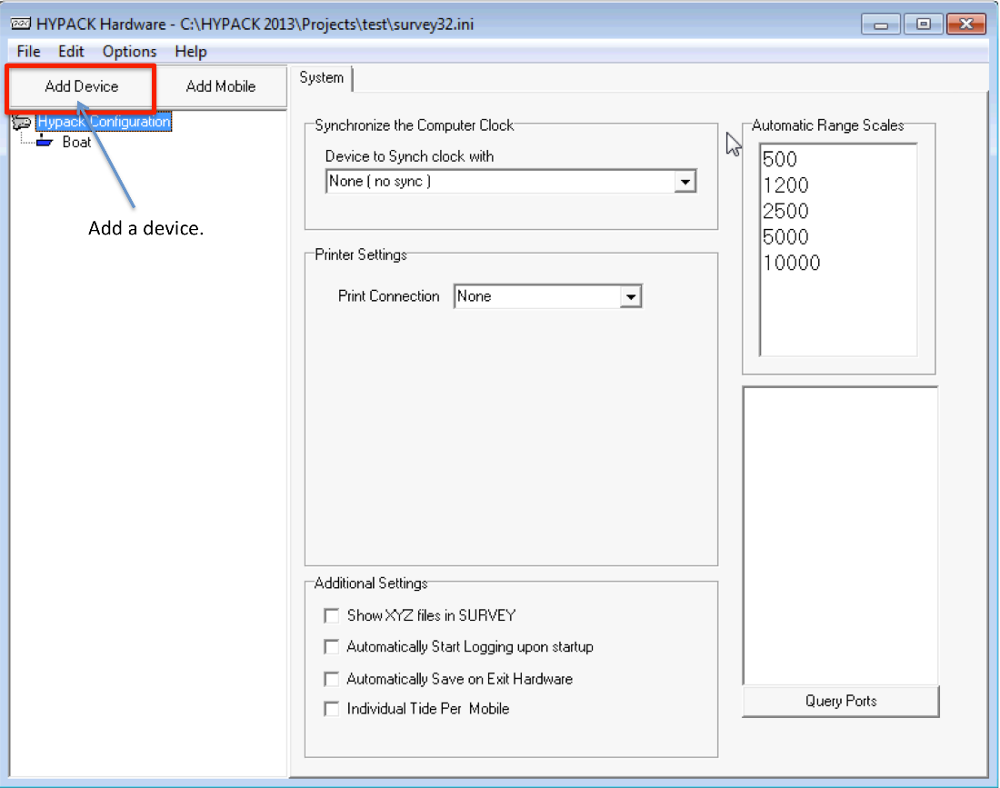 HYPACK Hardware - C:\HYPACK 2013\Projects\test\survey32.ini
File Edit Options Help
Add Device Add Mobile System
Hypack Configuration
Boat
Add a device.
Synchronize the Computer Clock
Device to Synch clock with
None ( no sync )
Printer Settings
Print Connection None
Additional Settings
Show XYZ files in SURVEY
Automatically Start Logging upon startup
Automatically Save on Exit Hardware
Individual Tide Per Mobile
Automatic Range Scales
500
1200
2500
5000
10000
Query Ports